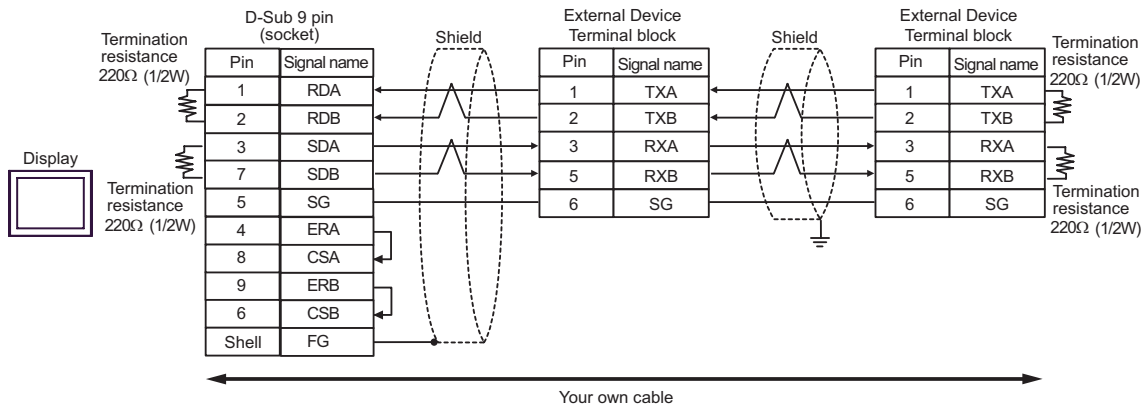 D-Sub 9 pin
(socket)
Termination
resistance
220Ω (1/2W)
Pin Signal name
1 RDA
2 RDB
3 SDA
7 SDB
5 SG
4 ERA
8 CSA
9 ERB
6 CSB
Shell FG
Display
Termination
resistance
220Ω (1/2W)
Shield
External Device
Terminal block
Pin Signal name
1 TXA
2 TXB
3 RXA
5 RXB
6 SG
Shield
External Device
Terminal block
Pin Signal name
1 TXA
2 TXB
3 RXA
5 RXB
6 SG
Termination
resistance
220Ω (1/2W)
Termination
resistance
220Ω (1/2W)
Your own cable